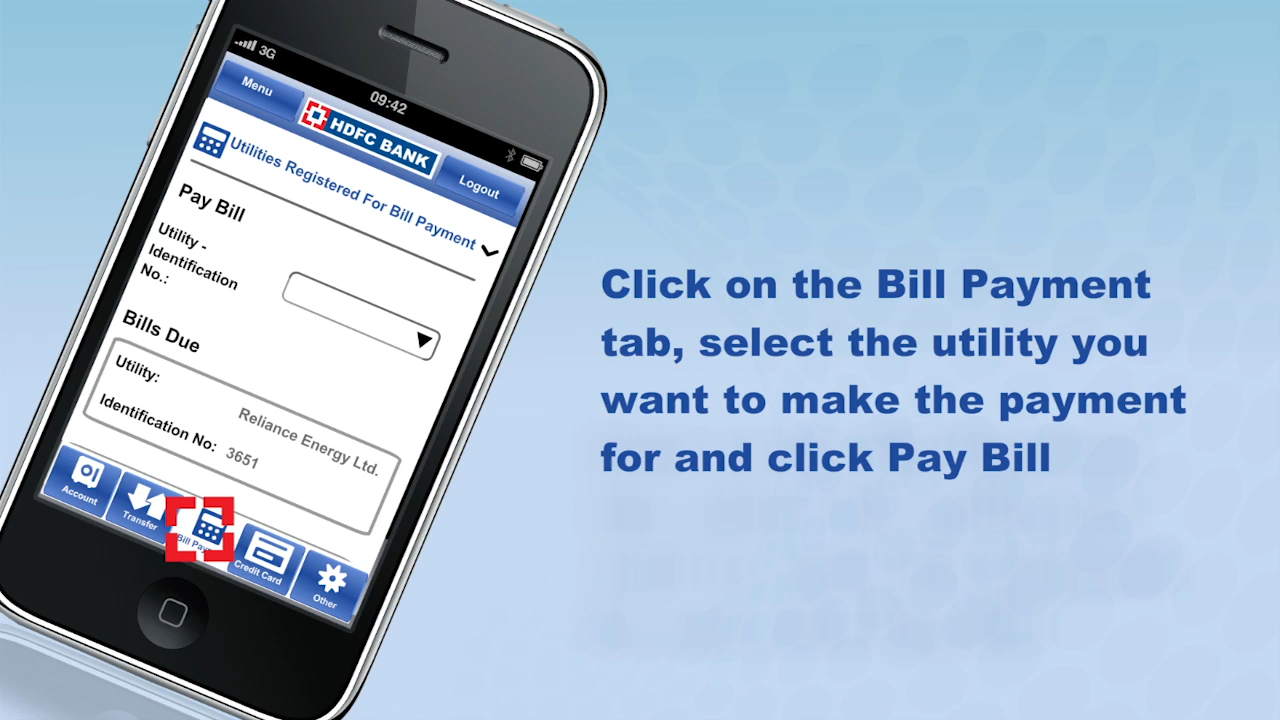 3G
09:42
Menu
HDFC BANK
Logout
Utilities Registered For Bill Payment
Pay Bill
Utility -
Identification
No.:
Bills Due
Utility:
Reliance Energy Ltd.
Identification No: 3651
Account
Transfer
Bill
Credit Card
Other
Click on the Bill Payment
tab, select the utility you
want to make the payment
for and click Pay Bill